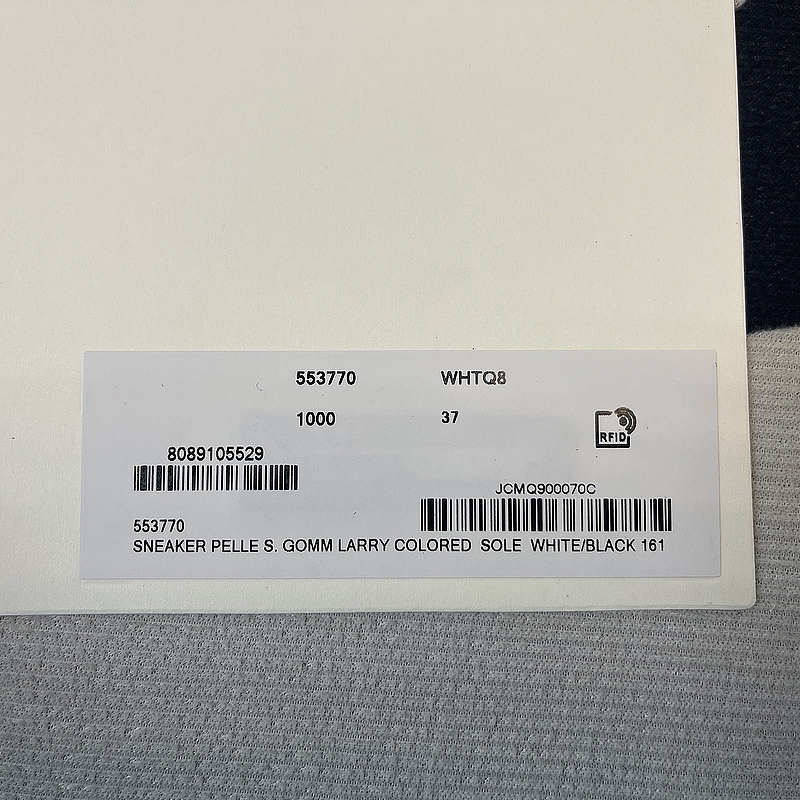 553770 WHTQ8
1000 37
RFID
8089105529
JCMQ900070C
553770
SNEAKER PELLE S. GOMM LARRY COLORED SOLE WHITE/BLACK 161